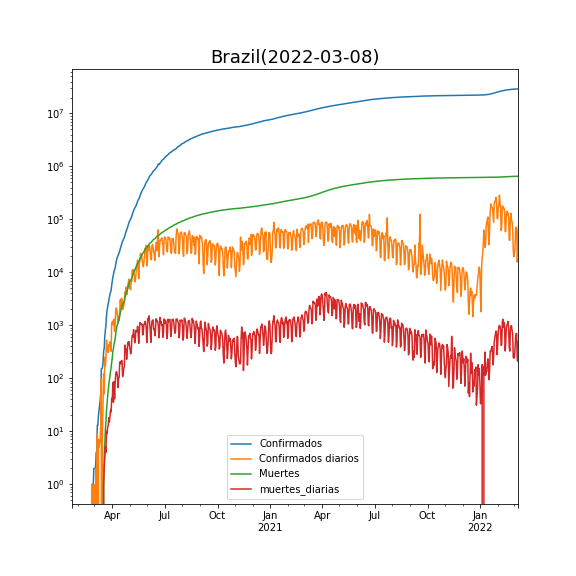 Brazil(2022-03-08)
10⁷
10⁶
10⁵
10⁴
10³
10²
10¹
10⁰
Confirmados
Confirmados diarios
Muertes
muertes_diarias
Apr Jul Oct Jan Apr Jul Oct Jan
2021 2022